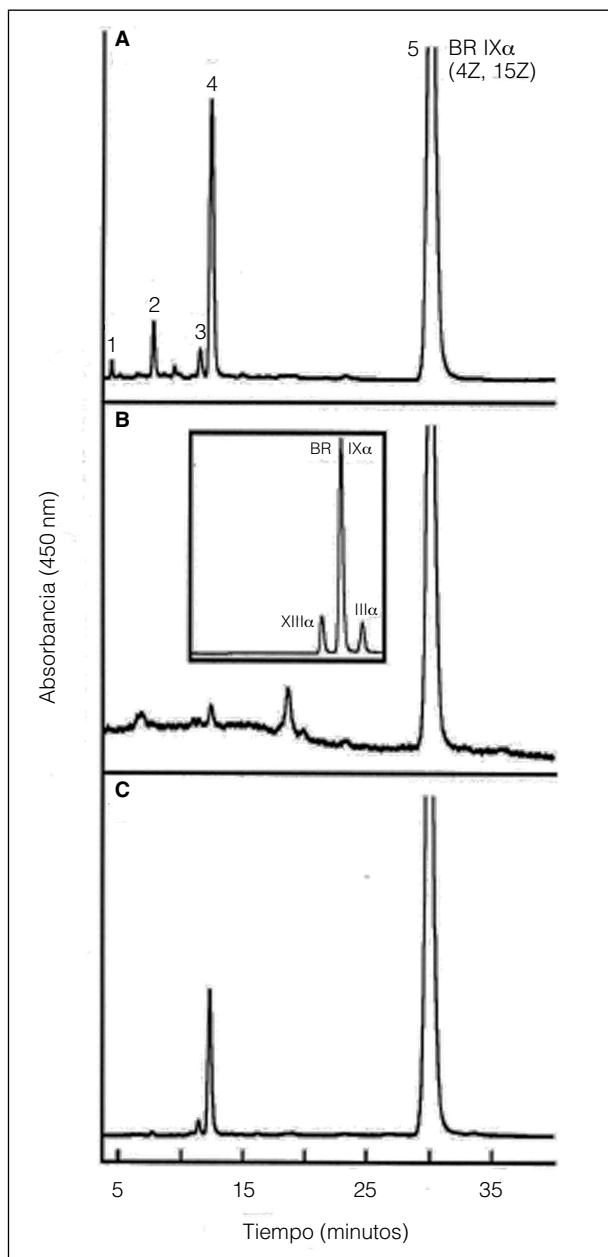 A
5 BR IXα
(4Z, 15Z)
4
2
3
1
B
BR IXα
XIIIα
IIIα
Absorbancia (450 nm)
C
5 15 25 35
Tiempo (minutos)